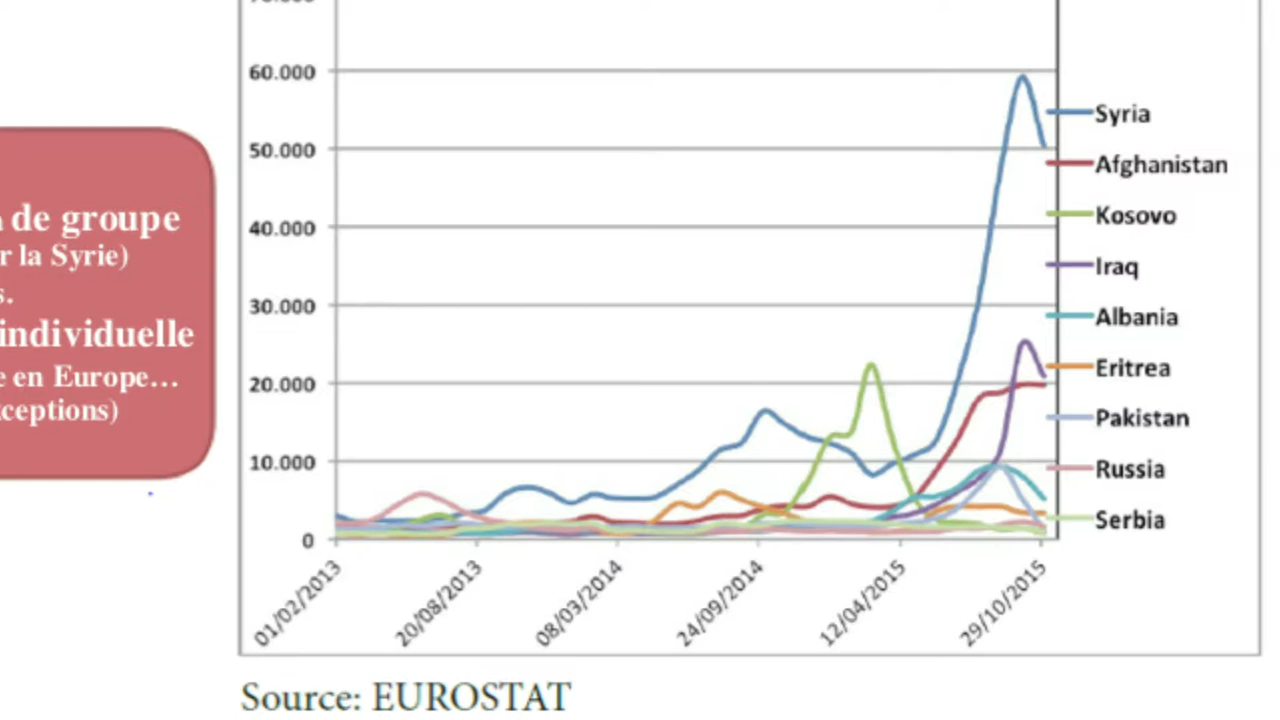 de groupe
r la Syrie)
s.
individuelle
e en Europe…
ceptions)
60.000
50.000
40.000
30.000
20.000
10.000
0
01/02/2013
20/08/2013
08/03/2014
24/09/2014
12/04/2015
29/10/2015
Syria
Afghanistan
Kosovo
Iraq
Albania
Eritrea
Pakistan
Russia
Serbia
Source: EUROSTAT